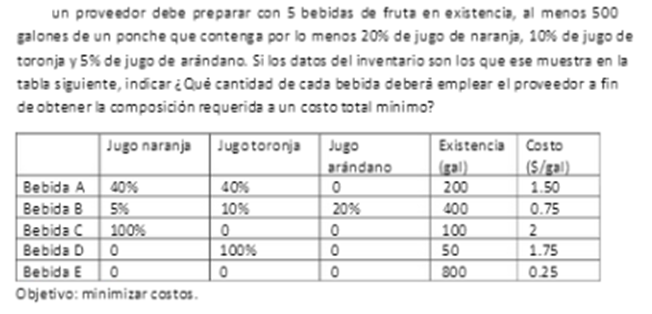 un proveedor debe preparar con 5 bebidas de fruta en existencia, al menos 500
galones de un ponche que contenga por lo menos 20% de jugo de naranja, 10% de jugo de
toronja y 5% de jugo de arándano. Si los datos del inventario son los que ese muestra en la
tabla siguiente, indicar ¿Qué cantidad de cada bebida deberá emplear el proveedor a fin
de obtener la composición requerida a un costo total mínimo?
Jugo naranja Jugo toronja Jugo arándano Existencia (gal) Costo ($/gal)
Bebida A 40% 40% 0 200 1.50
Bebida B 5% 10% 20% 400 0.75
Bebida C 100% 0 0 100 2
Bebida D 0 100% 0 50 1.75
Bebida E 0 0 0 800 0.25
Objetivo: minimizar costos.